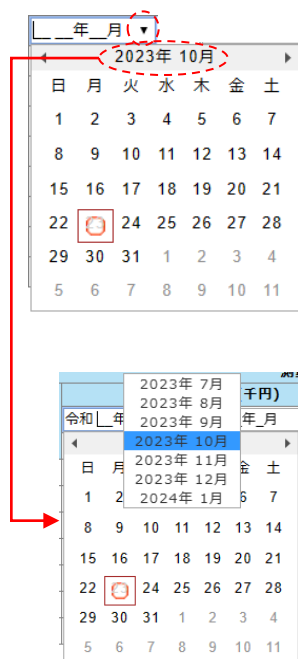 __ __年__月 ▼
◀ 2023年 10月 ▶
日 月 火 水 木 金 土
1 2 3 4 5 6 7
8 9 10 11 12 13 14
15 16 17 18 19 20 21
22 24 25 26 27 28
29 30 31 1 2 3 4
5 6 7 8 9 10 11
千円)
令和 __年 年_月
2023年 7月
2023年 8月
2023年 9月
2023年 10月
2023年 11月
2023年 12月
2024年 1月
◀ ▶
日 月 金 土
1 2 6 7
8 9 10 11 12 13 14
15 16 17 18 19 20 21
22 24 25 26 27 28
29 30 31 1 2 3 4
5 6 7 8 9 10 11